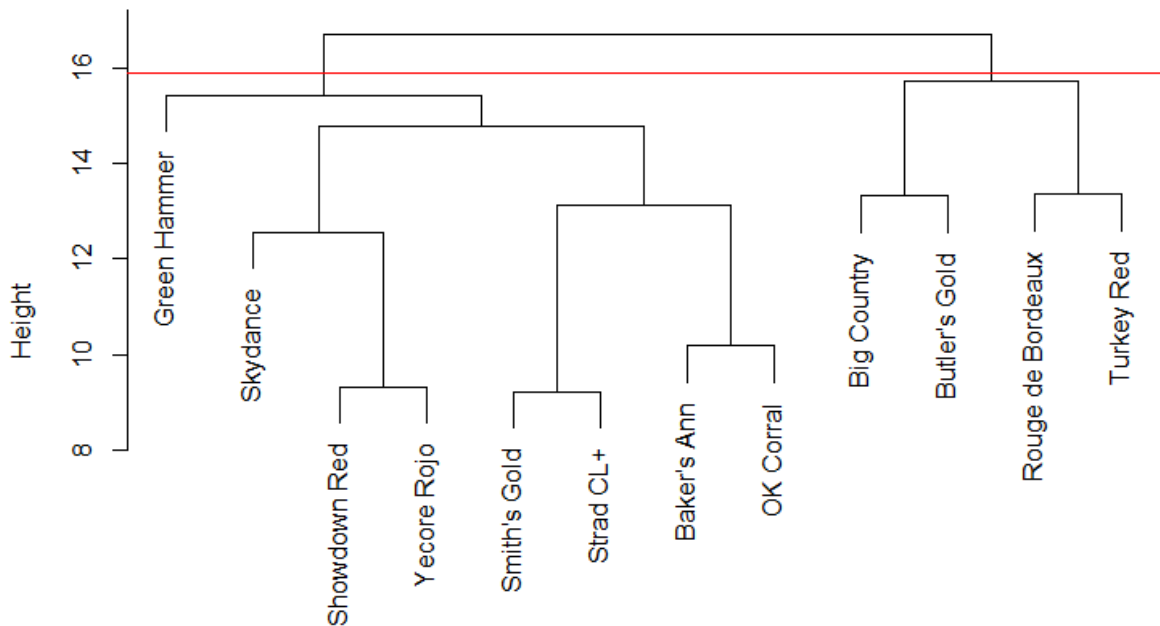 Height
16
14
12
10
8
Green Hammer
Skydance
Showdown Red
Yecore Rojo
Smith's Gold
Strad CL+
Baker's Ann
OK Corral
Big Country
Butler's Gold
Rouge de Bordeaux
Turkey Red